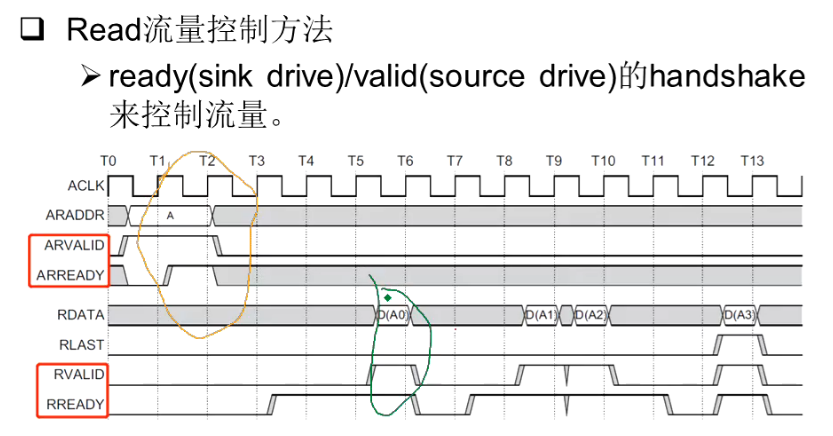 Read流量控制方法
ready(sink drive)/valid(source drive)的handshake
来控制流量。
T0 T1 T2 T3 T4 T5 T6 T7 T8 T9 T10 T11 T12 T13
ACLK
ARADDR A
ARVALID
ARREADY
RDATA D(A0) D(A1) D(A2) D(A3)
RLAST
RVALID
RREADY